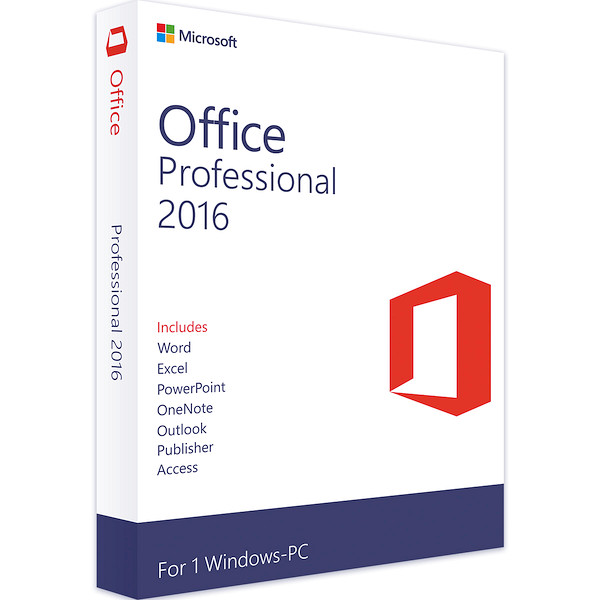 Office
Professional 2016
Microsoft
Office
Professional
2016
Includes
Word
Excel
PowerPoint
OneNote
Outlook
Publisher
Access
For 1 Windows-PC